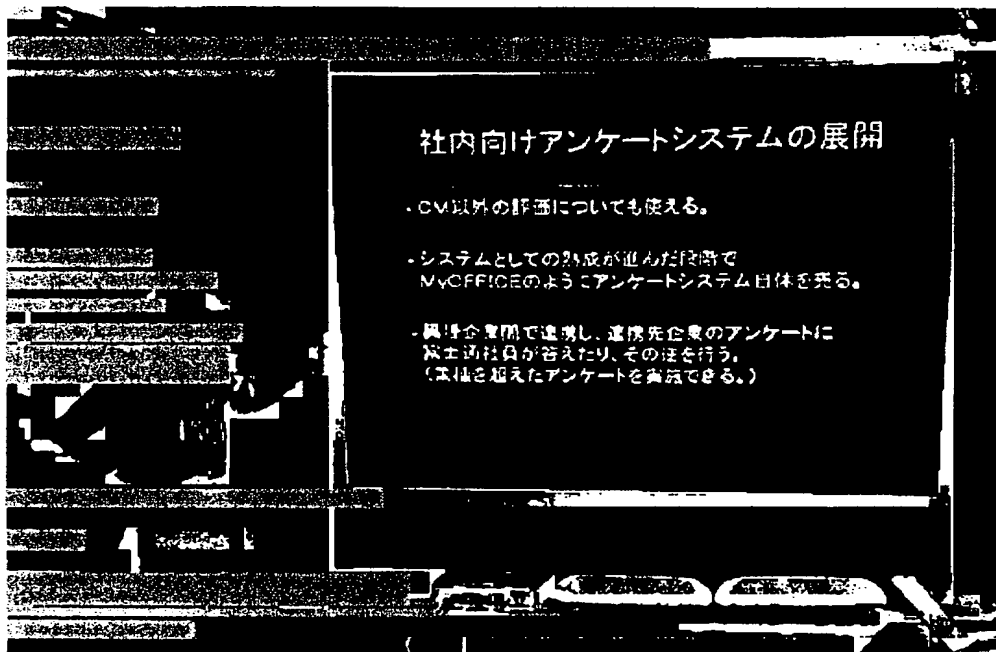 社内向けアンケートシステムの展開
・CM以外の評価についても使える。
・システムとしての熟成が進んだ段階で
MyOFFICEのようにアンケートシステム自体を売る。
・異種企業間で連携し、連携先企業のアンケートに
富士通社員が答えたり、その逆を行う。
(業種を超えたアンケートを実施できる。)